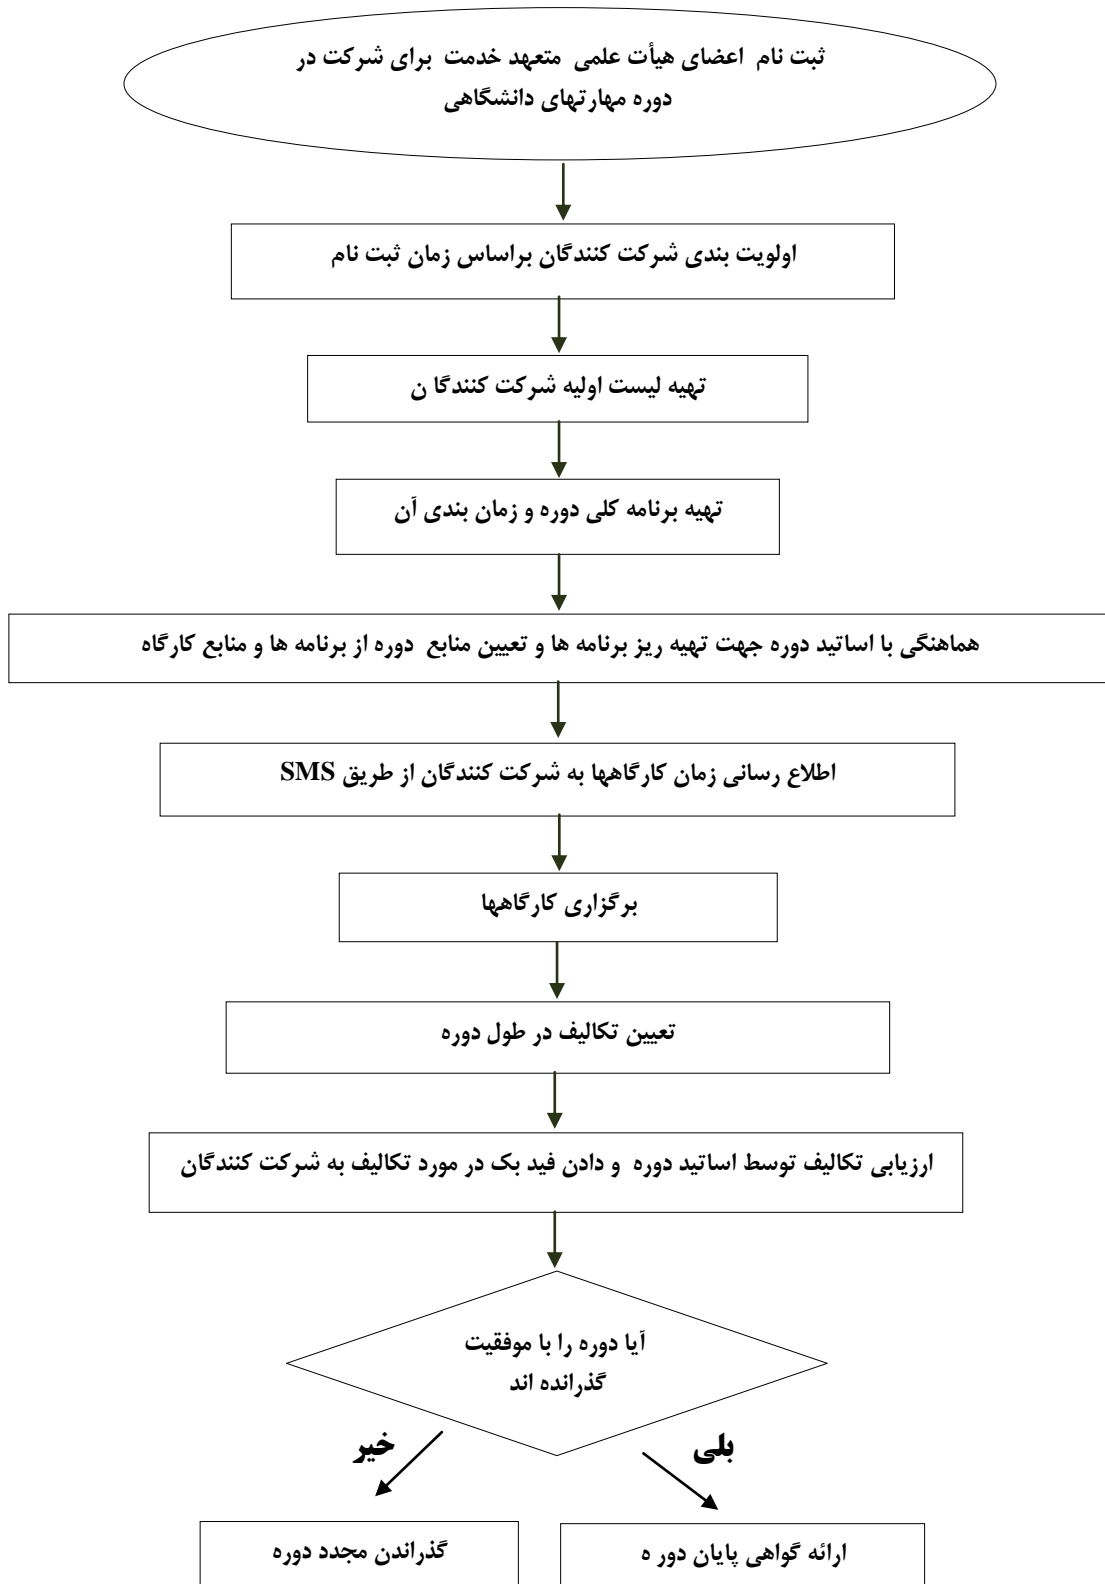 ثبت نام اعضای هیأت علمی متعهد خدمت برای شرکت در
دوره مهارتهای دانشگاهی
اولویت بندی شرکت کنندگان براساس زمان ثبت نام
تهیه لیست اولیه شرکت کنندگا ن
تهیه برنامه کلی دوره و زمان بندی آن
هماهنگی با اساتید دوره جهت تهیه ریز برنامه ها و تعیین منابع دوره از برنامه ها و منابع کارگاه
اطلاع رسانی زمان کارگاهها به شرکت کنندگان از طریق SMS
برگزاری کارگاهها
تعیین تکالیف در طول دوره
ارزیابی تکالیف توسط اساتید دوره و دادن فید بک در مورد تکالیف به شرکت کنندگان
آیا دوره را با موفقیت
گذرانده اند
بلی
خیر
ارائه گواهی پایان دور ه
گذراندن مجدد دوره